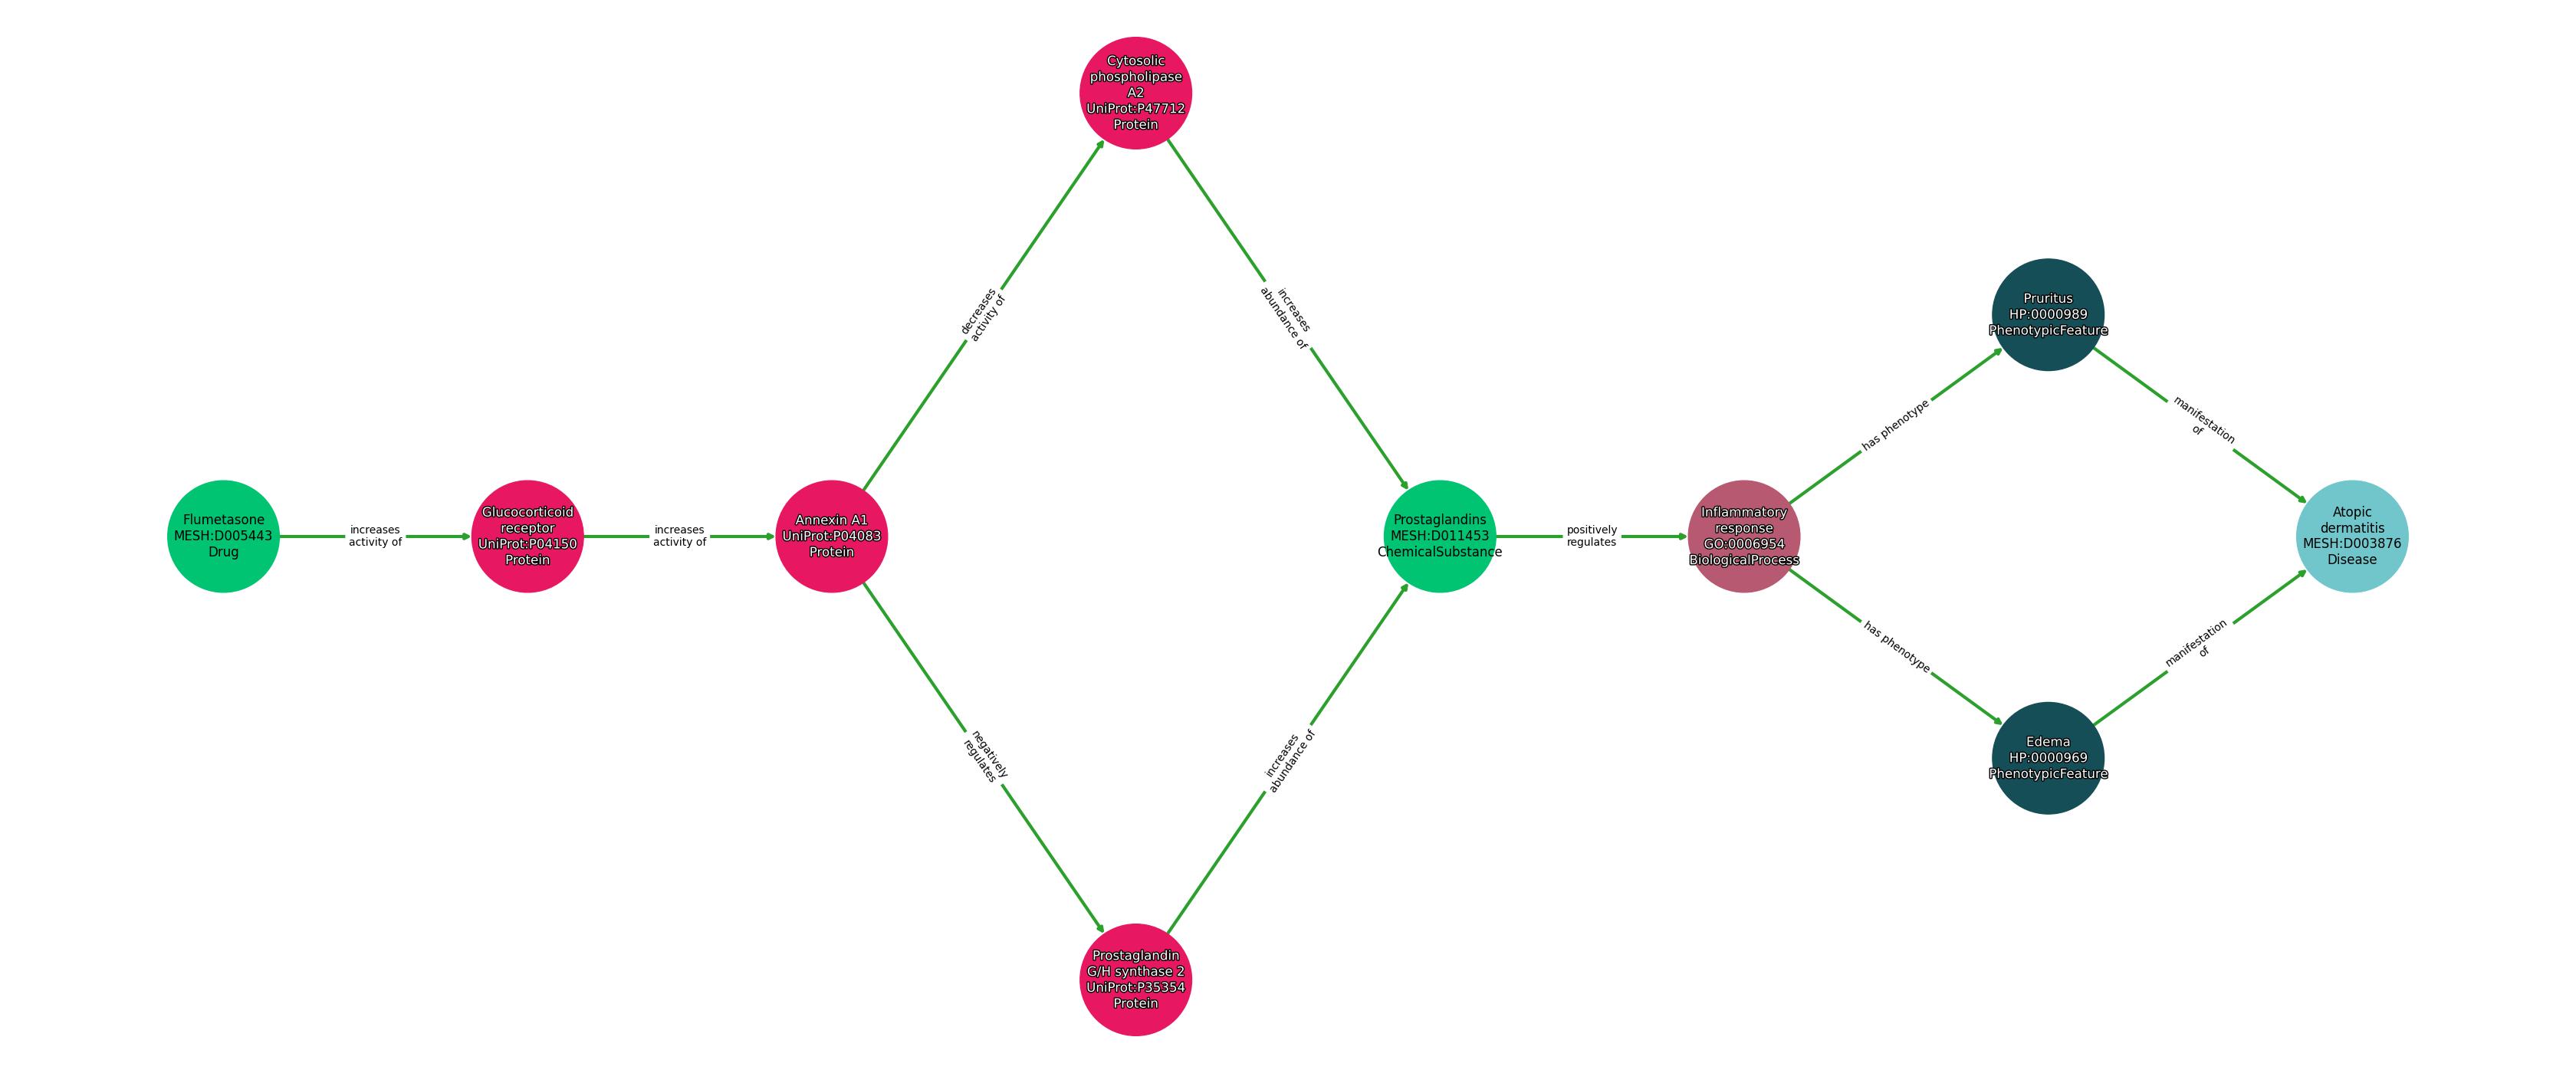 Cytosolic
phospholipase
A2
UniProt:P47712
Protein
decreases
activity of
increases
abundance of
Pruritus
HP:0000989
PhenotypicFeature
has phenotype
manifestation
of
Flumetasone
MESH:D005443
Drug
increases
activity of
Glucocorticoid
receptor
UniProt:P04150
Protein
increases
activity of
Annexin A1
UniProt:P04083
Protein
Prostaglandins
MESH:D011453
ChemicalSubstance
positively
regulates
Inflammatory
response
GO:0006954
BiologicalProcess
Atopic
dermatitis
MESH:D003876
Disease
has phenotype
manifestation
of
negatively
regulates
increases
abundance of
Edema
HP:0000969
PhenotypicFeature
Prostaglandin
G/H synthase 2
UniProt:P35354
Protein